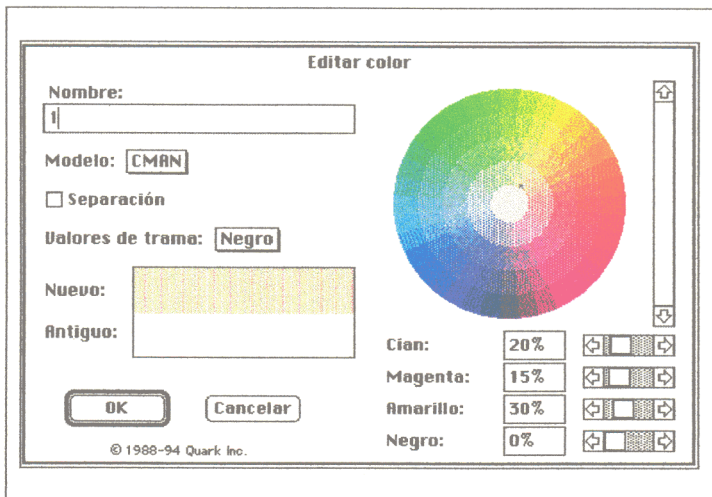 Editar color
Nombre:
1
Modelo: CMAN
Separación
Valores de trama: Negro
Nuevo:
Antiguo:
OK
Cancelar
© 1988-94 Quark Inc.
Cian: 20%
Magenta: 15%
Amarillo: 30%
Negro: 0%